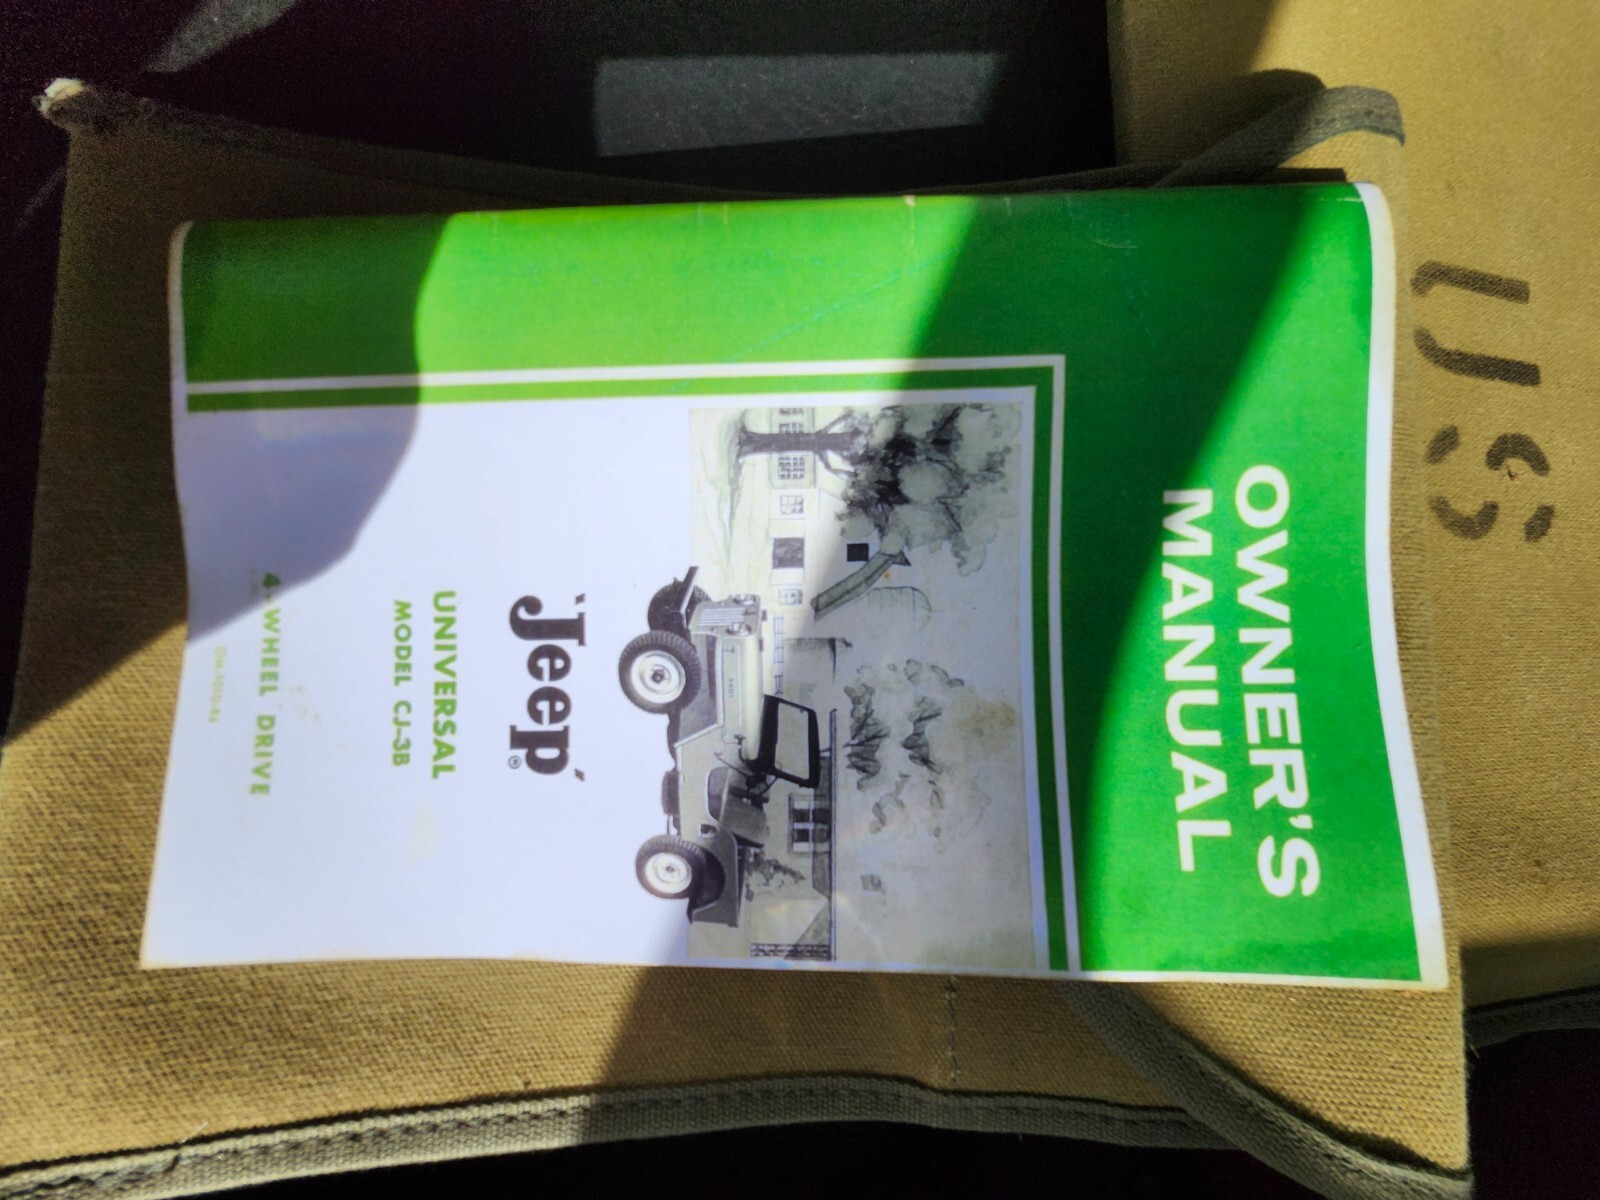 US
OWNER'S
MANUAL
'Jeep'®
UNIVERSAL
MODEL CJ-3B
4-WHEEL DRIVE